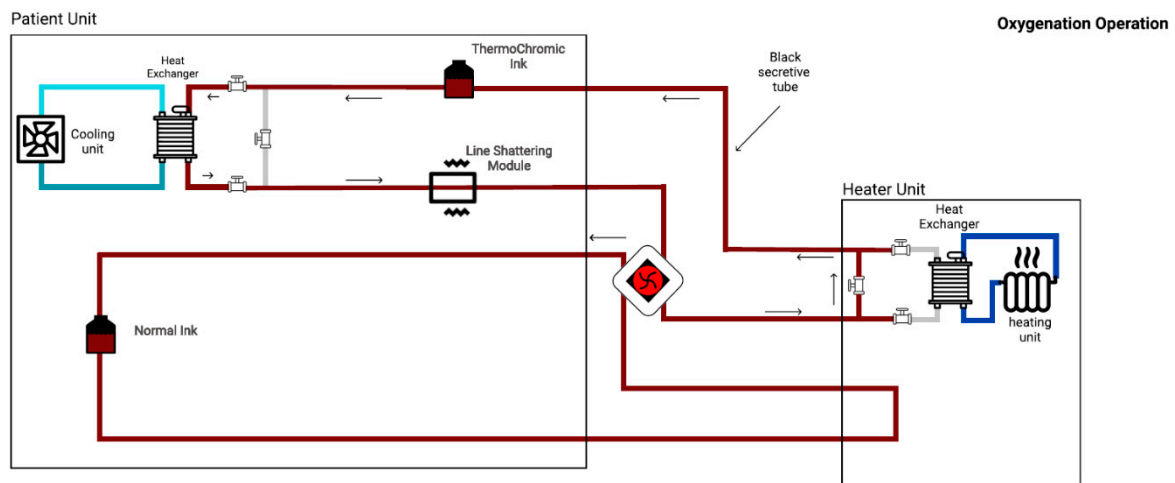 Patient Unit
Oxygenation Operation
ThermoChromic
Ink
Black
secretive
tube
Heat
Exchanger
Cooling
unit
Line Shattering
Module
Heater Unit
Heat
Exchanger
Normal Ink
heating
unit